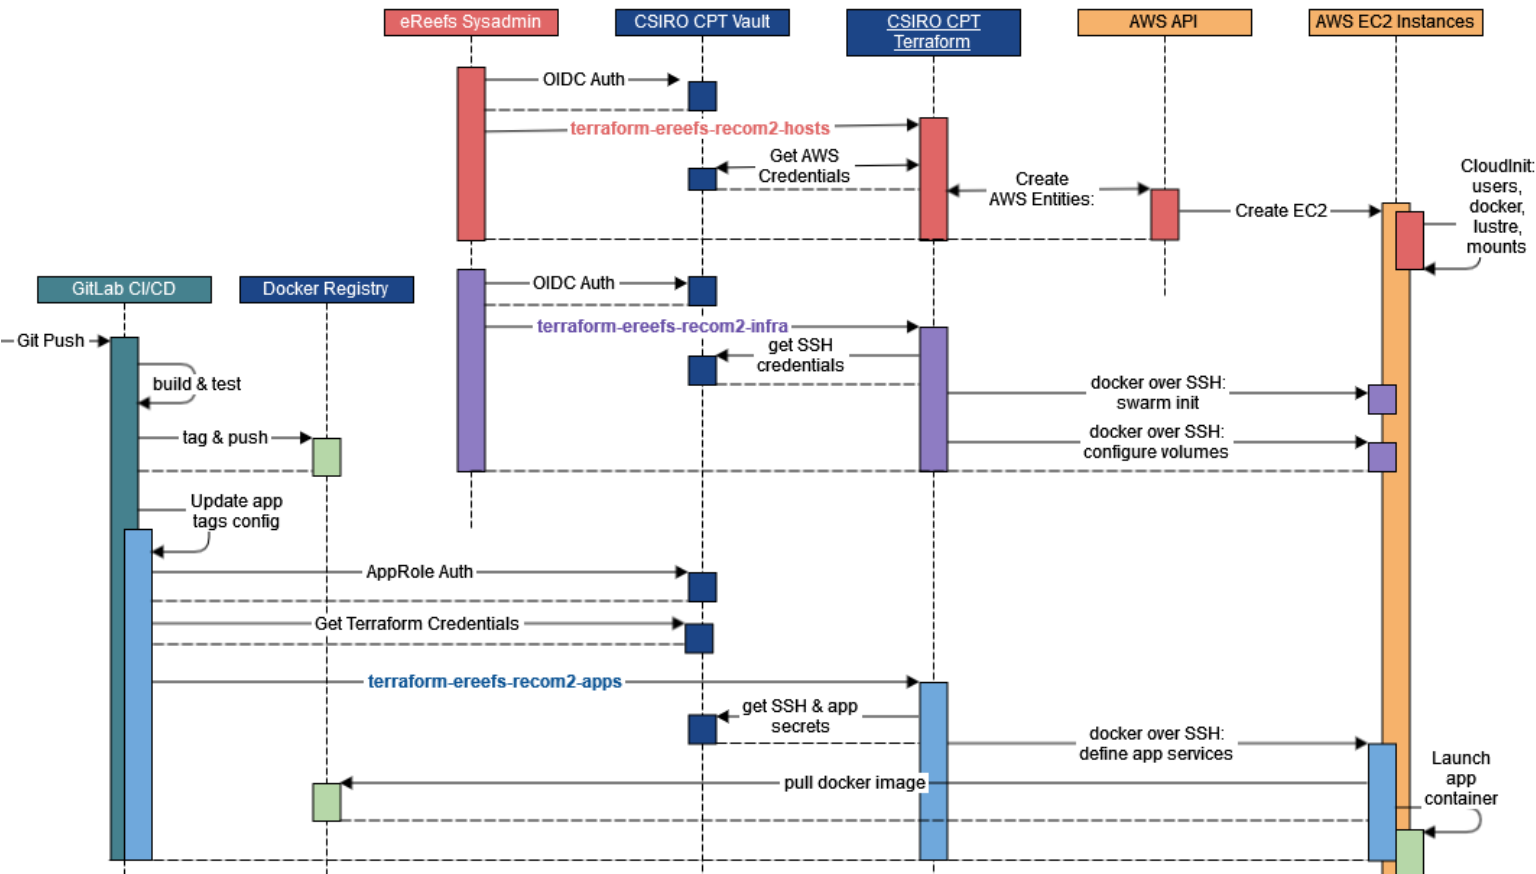 eReefs Sysadmin
CSIRO CPT Vault
CSIRO CPT
Terraform
AWS API
AWS EC2 Instances
OIDC Auth
terraform-ereefs-recom2-hosts
Get AWS
Credentials
Create
AWS Entities:
Create EC2
CloudInit:
users,
docker,
lustre,
mounts
GitLab CI/CD
Docker Registry
OIDC Auth
terraform-ereefs-recom2-infra
Git Push
get SSH
credentials
build & test
docker over SSH:
swarm init
tag & push
docker over SSH:
configure volumes
Update app
tags config
AppRole Auth
Get Terraform Credentials
terraform-ereefs-recom2-apps
get SSH & app
secrets
docker over SSH:
define app services
pull docker image
Launch
app
container